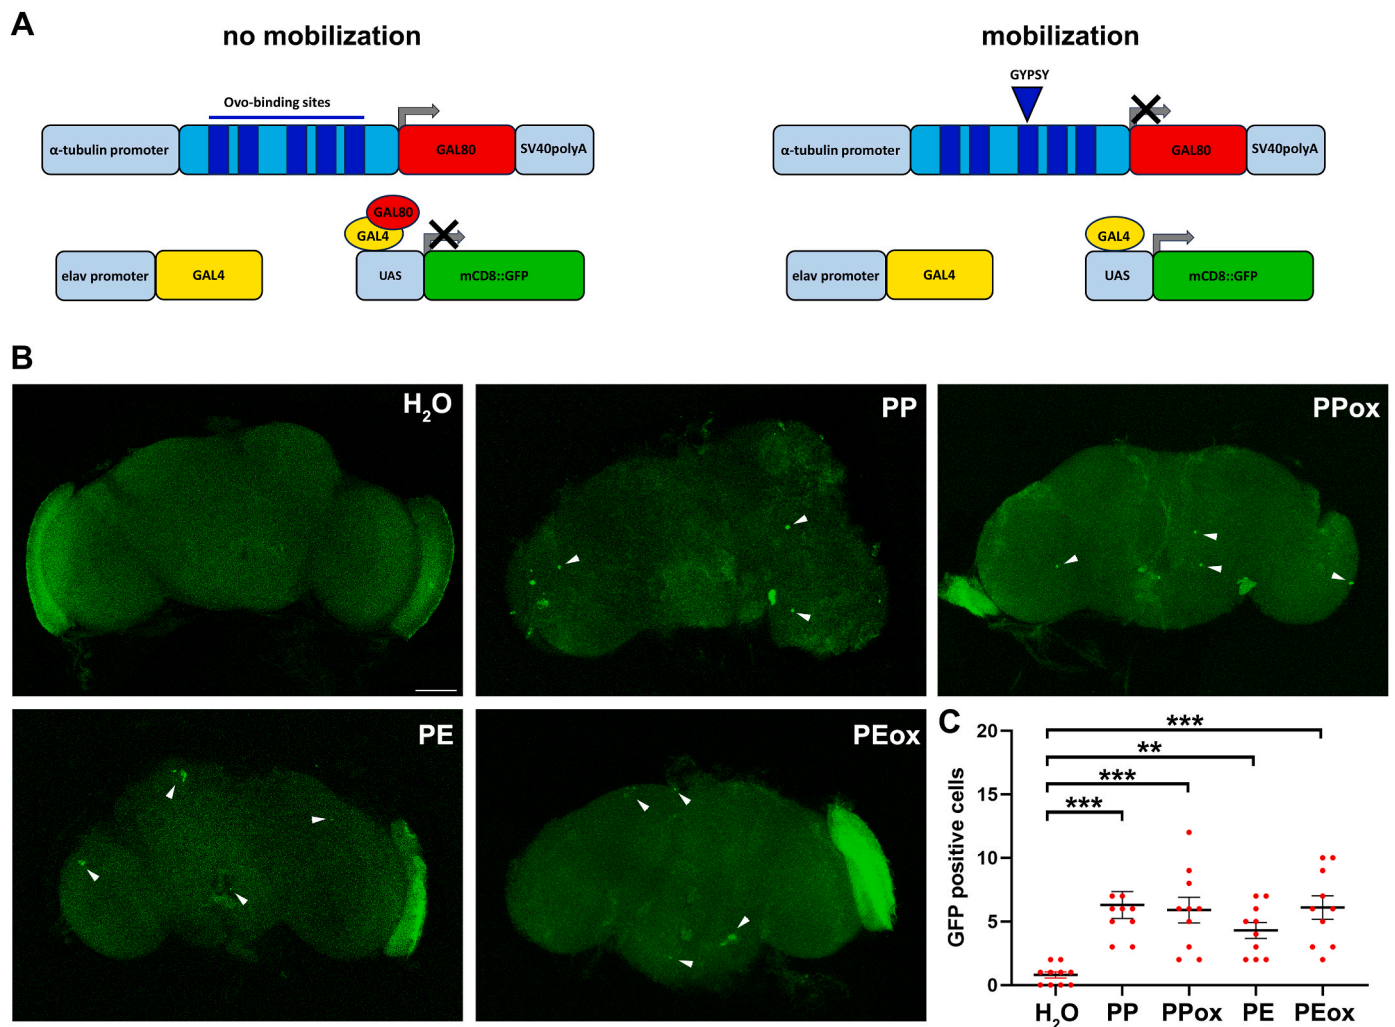 A
no mobilization
mobilization
Ovo-binding sites
GYPSY
α-tubulin promoter
GAL80
SV40polyA
α-tubulin promoter
GAL80
SV40polyA
GAL80
GAL4
GAL4
elav promoter
GAL4
UAS
mCD8::GFP
elav promoter
GAL4
UAS
mCD8::GFP
B
H2O
PP
PPox
PE
PEox
C
GFP positive cells
20
15
10
5
0
***
**
***
***
H2O
PP
PPox
PE
PEox